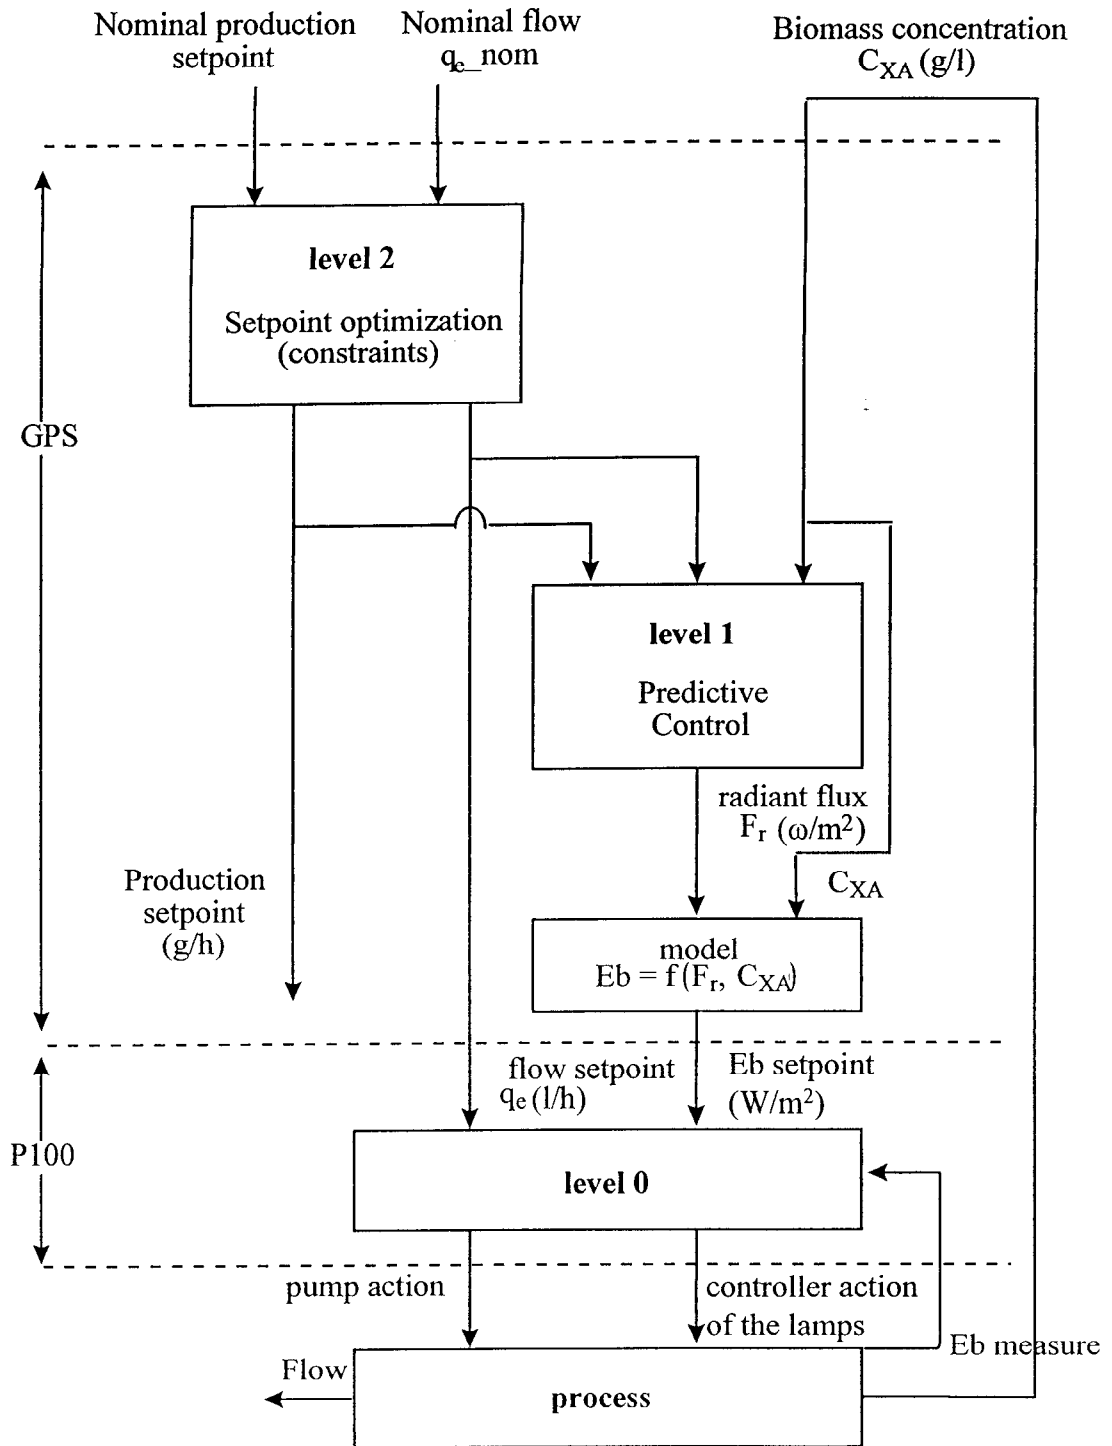 Nominal production
setpoint
Nominal flow
qe_nom
Biomass concentration
CXA (g/l)
level 2
Setpoint optimization
(constraints)
GPS
level 1
Predictive
Control
radiant flux
Fr (ω/m²)
CXA
Production
setpoint
(g/h)
model
Eb = f(Fr, CXA)
flow setpoint
qe (l/h)
Eb setpoint
(W/m²)
P100
level 0
pump action
controller action
of the lamps
Eb measure
Flow
process